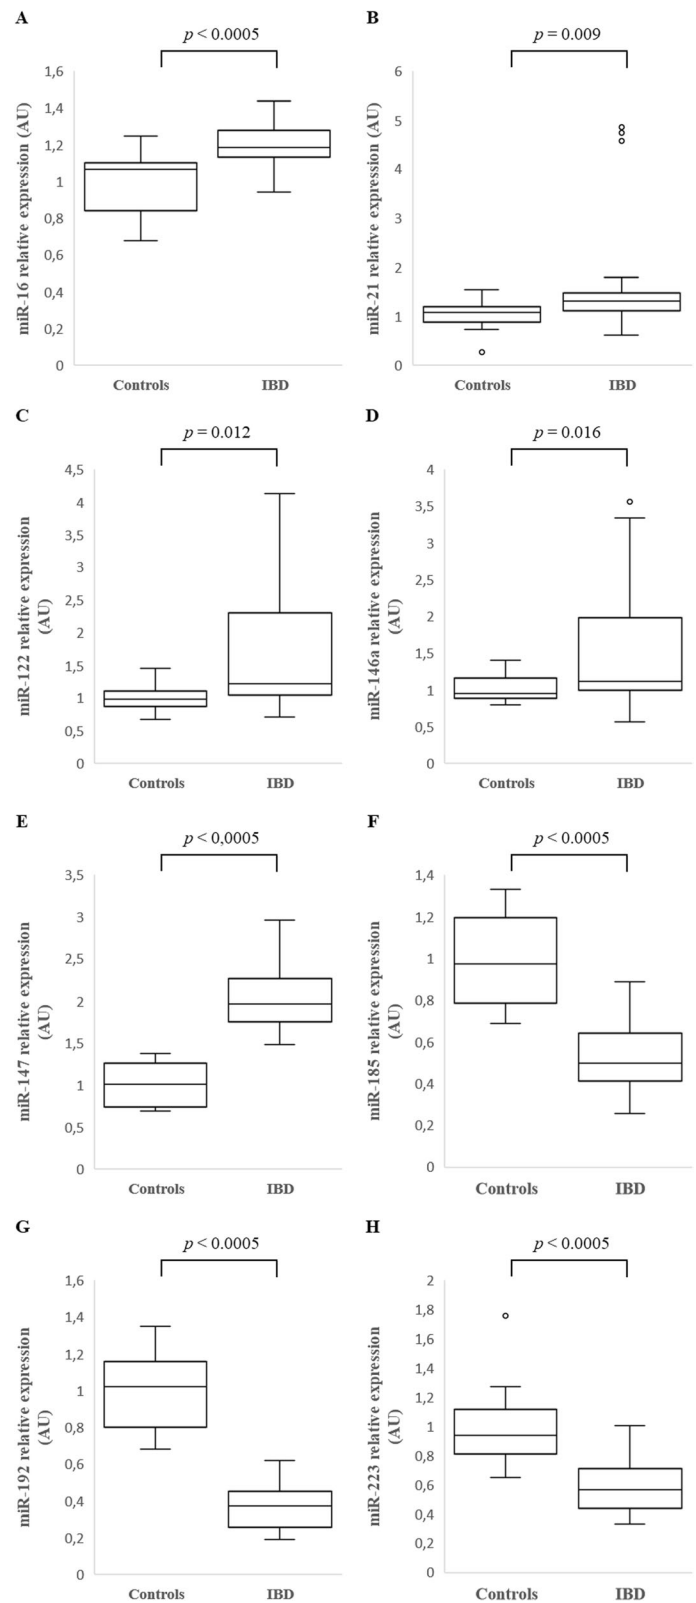 A
p < 0.0005
miR-16 relative expression (AU)
1,6
1,4
1,2
1
0,8
0,6
0,4
0,2
0
Controls
IBD
B
p = 0.009
miR-21 relative expression (AU)
6
5
4
3
2
1
0
Controls
IBD
C
p = 0.012
miR-122 relative expression
(AU)
4,5
4
3,5
3
2,5
2
1,5
1
0,5
0
Controls
IBD
D
p = 0.016
miR-146a relative expression
(AU)
4
3,5
3
2,5
2
1,5
1
0,5
0
Controls
IBD
E
p < 0,0005
miR-147 relative expression
(AU)
3,5
3
2,5
2
1,5
1
0,5
0
Controls
IBD
F
p < 0.0005
miR-185 relative expression
(AU)
1,4
1,2
1
0,8
0,6
0,4
0,2
0
Controls
IBD
G
p < 0.0005
miR-192 relative expression
(AU)
1,6
1,4
1,2
1
0,8
0,6
0,4
0,2
0
Controls
IBD
H
p < 0.0005
miR-223 relative expression
(AU)
2
1,8
1,6
1,4
1,2
1
0,8
0,6
0,4
0,2
0
Controls
IBD